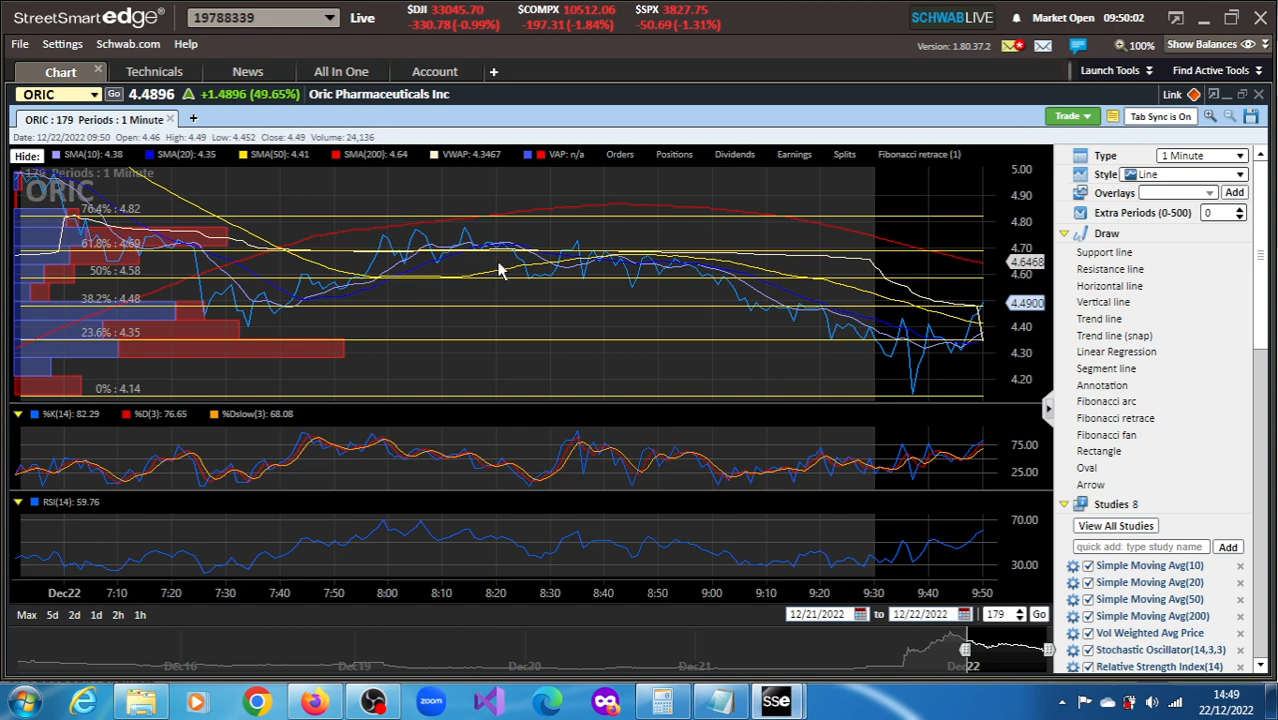 StreetSmart edge 19788339 Live $DJI 33045.70 $COMPX 10512.06 $SPX 3827.75 SCHWABLIVE Market Open 09:50:02
-330.78 (-0.99%) -197.31 (-1.84%) -50.69 (-1.31%)
File Settings Schwab.com Help Version: 1.80.37.2 100% Show Balances
Chart Technicals News All In One Account + Launch Tools Find Active Tools
ORIC Go 4.4896 +1.4896 (49.65%) Oric Pharmaceuticals Inc Link
ORIC : 179 Periods : 1 Minute + Trade Tab Sync is On
Date: 12/22/2022 09:50 Open: 4.46 High: 4.49 Low: 4.452 Close: 4.49 Volume: 24,136
Hide: SMA(10): 4.38 SMA(20): 4.35 SMA(50): 4.41 SMA(200): 4.64 VWAP: 4.3467 VAP: n/a Orders Positions Dividends Earnings Splits Fibonacci retrace (1)
179 Periods : 1 Minute
ORIC
78.4% : 4.82
61.8% : 4.69
50% : 4.58
38.2% : 4.48
23.6% : 4.35
0% : 4.14
5.00
4.90
4.80
4.70
4.6468
4.60
4.4900
4.40
4.30
4.20
%K(14): 82.29 %D(3): 76.65 %Dslow(3): 68.08
75.00
25.00
RSI(14): 59.76
70.00
30.00
Dec22 7:10 7:20 7:30 7:40 7:50 8:00 8:10 8:20 8:30 8:40 8:50 9:00 9:10 9:20 9:30 9:40 9:50
Max 5d 2d 1d 2h 1h 12/21/2022 to 12/22/2022 179 Go
Dec16 Dec19 Dec20 Dec21 Dec22
Type 1 Minute
Style Line
Overlays Add
Extra Periods (0-500) 0
Draw
Support line
Resistance line
Horizontal line
Vertical line
Trend line
Trend line (snap)
Linear Regression
Segment line
Annotation
Fibonacci arc
Fibonacci retrace
Fibonacci fan
Rectangle
Oval
Arrow
Studies 8
View All Studies
quick add: type study name Add
Simple Moving Avg(10)
Simple Moving Avg(20)
Simple Moving Avg(50)
Simple Moving Avg(200)
Vol Weighted Avg Price
Stochastic Oscillator(14,3,3)
Relative Strength Index(14)
zoom sse 14:49
22/12/2022